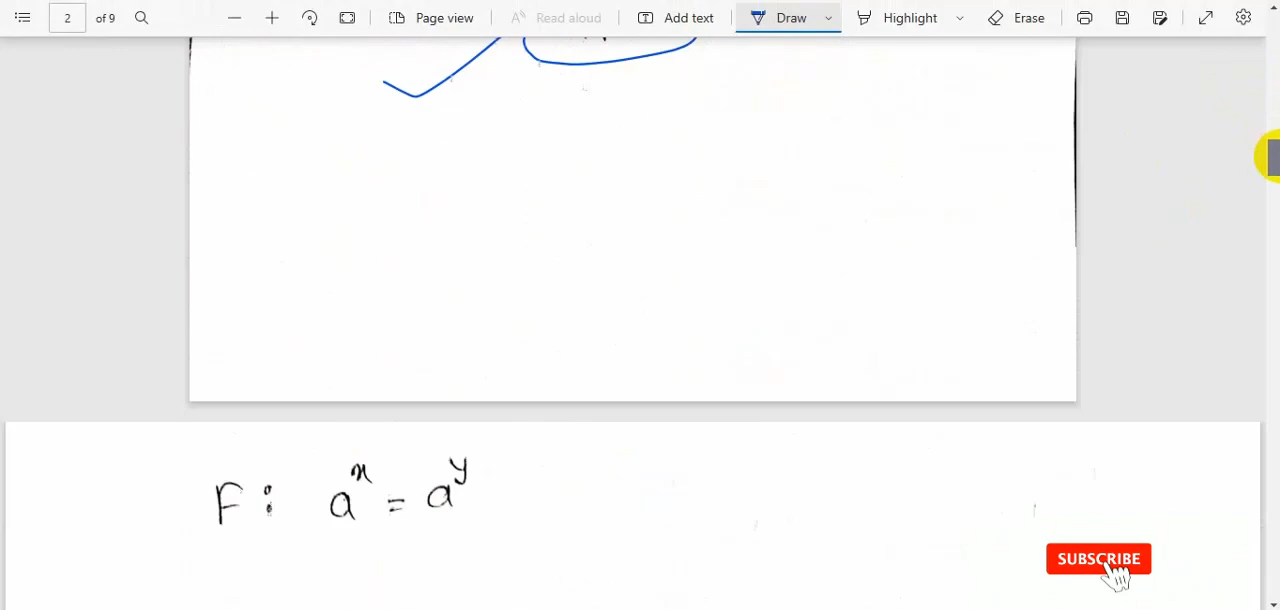 2 of 9 Page view Read aloud Add text Draw Highlight Erase
F : a^x = a^y
SUBSCRIBE